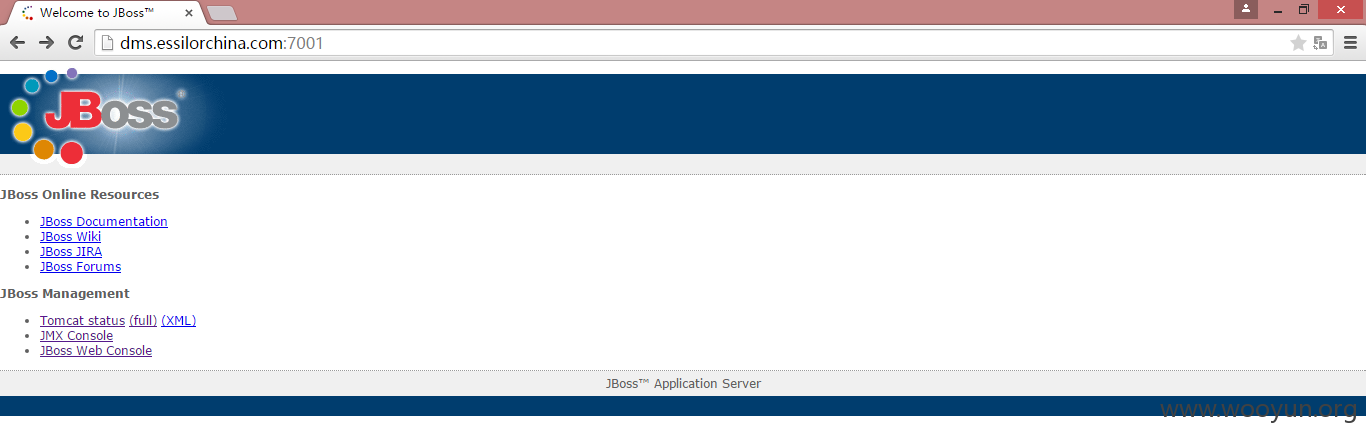 Welcome to JBoss™
dms.essilorchina.com:7001
JBoss®
JBoss Online Resources
JBoss Documentation
JBoss Wiki
JBoss JIRA
JBoss Forums
JBoss Management
Tomcat status (full) (XML)
JMX Console
JBoss Web Console
JBoss™ Application Server
www.wooyun.org